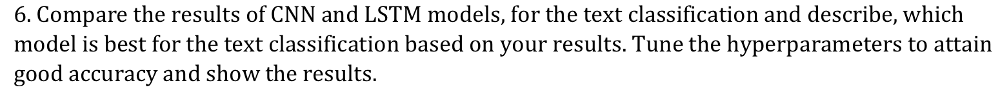 6. Compare the results of CNN and LSTM models, for the text classification and describe, which
model is best for the text classification based on your results. Tune the hyperparameters to attain
good accuracy and show the results.